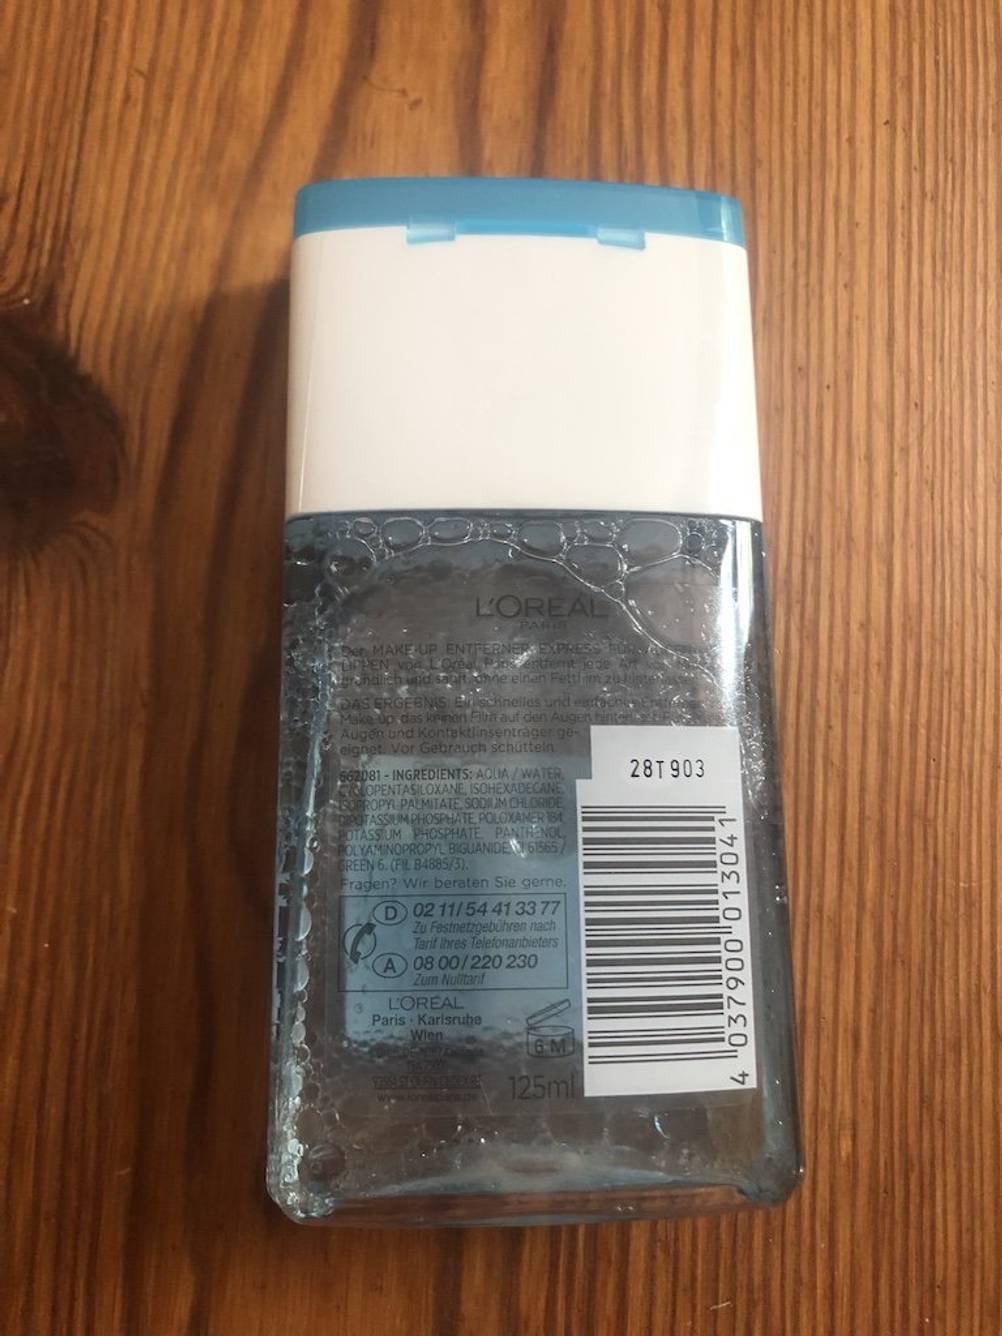 L'ORÉAL
PARIS
Der MAKE-UP ENTFERNER EXPRESS FÜR
LIPPEN von L'Oréal Paris entfernt jede Art
gründlich und sanft, ohne einen Fettfilm zu hinterlassen
DAS ERGEBNIS: Ein schnelles und einfaches Entfernen
Make-up, das keinen Film auf den Augen hinterlässt.
Augen und Kontaktlinsenträger ge-
eignet. Vor Gebrauch schütteln.
662081 - INGREDIENTS: AQUA / WATER,
CYCLOPENTASILOXANE, ISOHEXADECANE,
ISOPROPYL PALMITATE, SODIUM CHLORIDE,
DIPOTASSIUM PHOSPHATE, POLOXAMER 184,
POTASSIUM PHOSPHATE, PANTHENOL,
POLYAMINOPROPYL BIGUANIDE, CI 61565 /
GREEN 6. (FIL B4885/3).
Fragen? Wir beraten Sie gerne.
D 02 11/54 41 33 77
Zu Festnetzgebühren nach
Tarif Ihres Telefonanbieters
A 08 00/220 230
Zum Nulltarif
L'ORÉAL
Paris · Karlsruhe
Wien
www.lorealparis.de
6 M
125ml
28T903
4 037900 013041